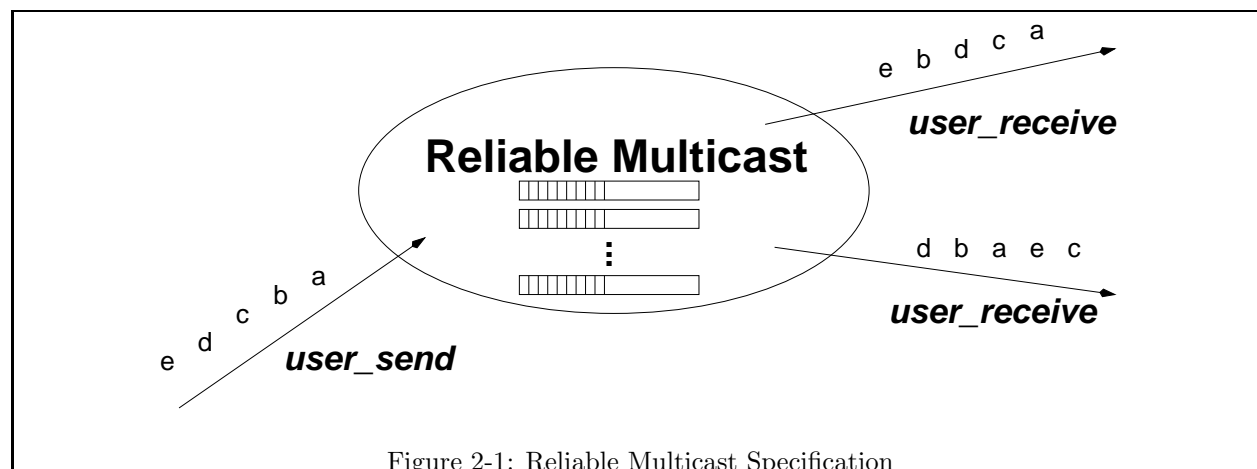 e b d c a
user_receive
Reliable Multicast
d b a e c
user_receive
e d c b a
user_send
Figure 2-1: Reliable Multicast Specification